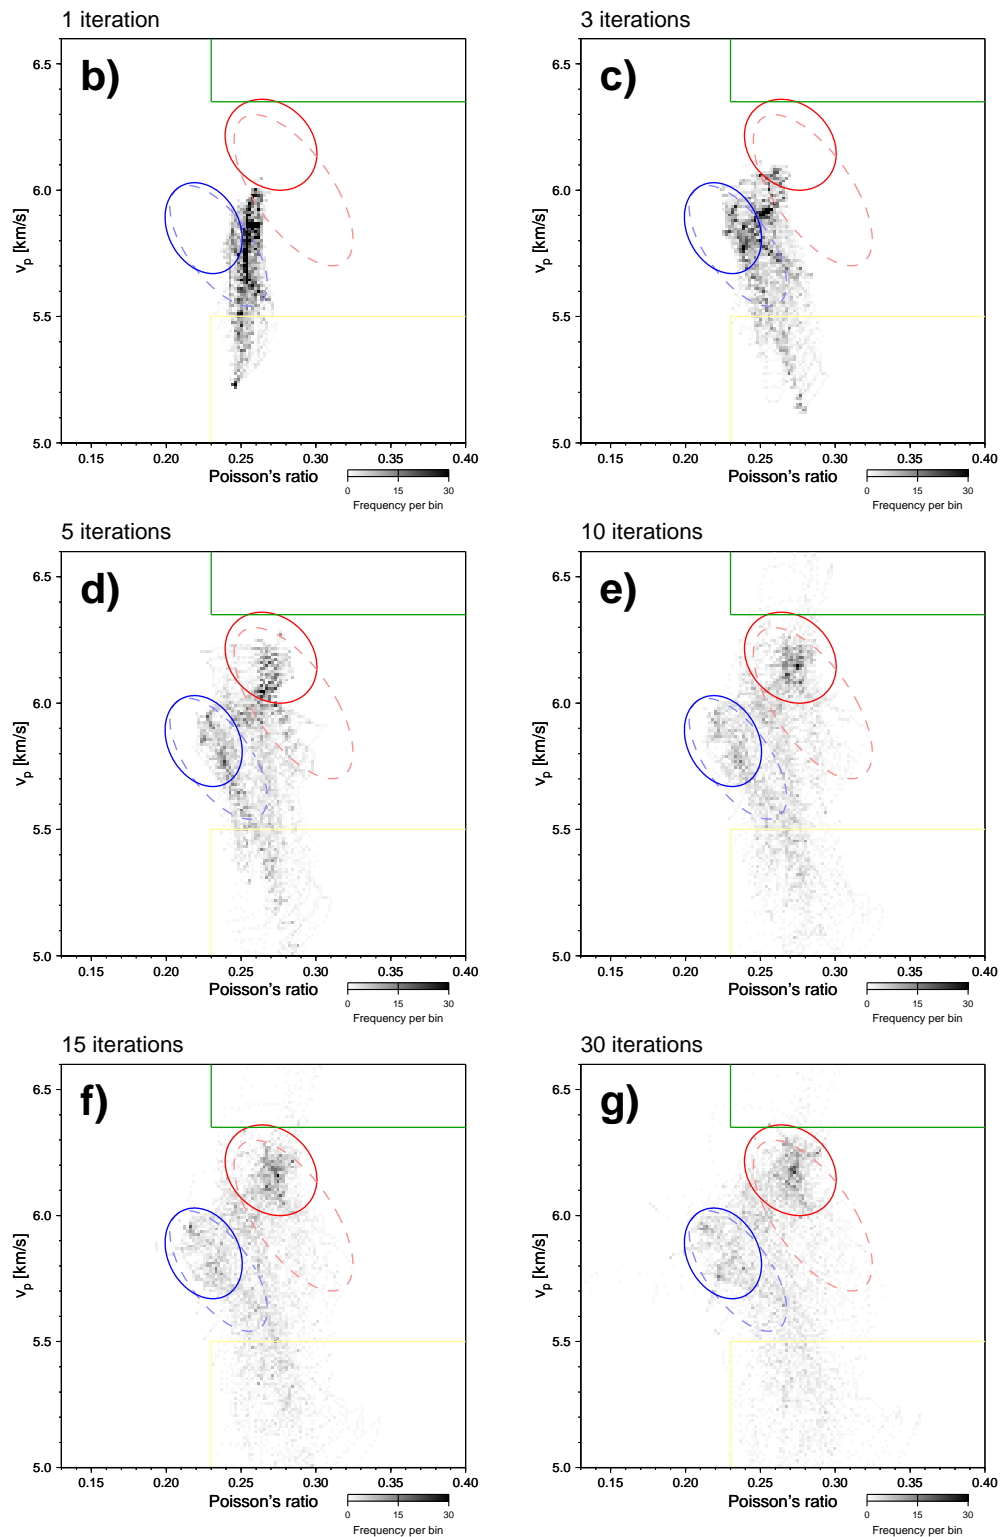 1 iteration
b)
6.5
6.0
5.5
5.0
vp [km/s]
0.15 0.20 0.25 0.30 0.35 0.40
Poisson's ratio
0 15 30
Frequency per bin
3 iterations
c)
6.5
6.0
5.5
5.0
vp [km/s]
0.15 0.20 0.25 0.30 0.35 0.40
Poisson's ratio
0 15 30
Frequency per bin
5 iterations
d)
6.5
6.0
5.5
5.0
vp [km/s]
0.15 0.20 0.25 0.30 0.35 0.40
Poisson's ratio
0 15 30
Frequency per bin
10 iterations
e)
6.5
6.0
5.5
5.0
vp [km/s]
0.15 0.20 0.25 0.30 0.35 0.40
Poisson's ratio
0 15 30
Frequency per bin
15 iterations
f)
6.5
6.0
5.5
5.0
vp [km/s]
0.15 0.20 0.25 0.30 0.35 0.40
Poisson's ratio
0 15 30
Frequency per bin
30 iterations
g)
6.5
6.0
5.5
5.0
vp [km/s]
0.15 0.20 0.25 0.30 0.35 0.40
Poisson's ratio
0 15 30
Frequency per bin